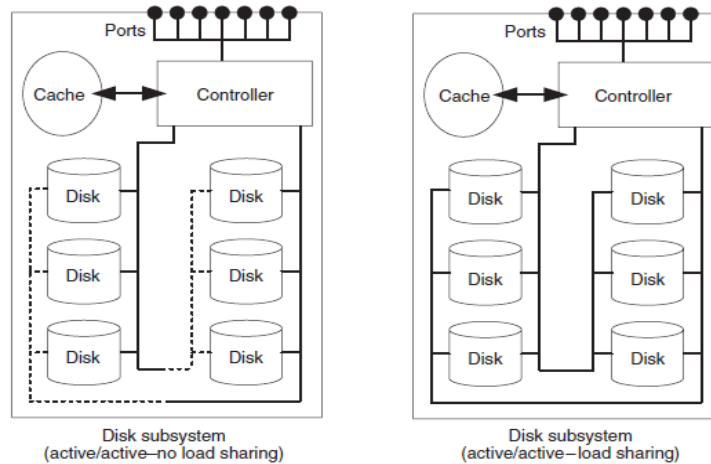 Ports
Cache
Controller
Disk
Disk
Disk
Disk
Disk
Disk
Disk subsystem
(active/active–no load sharing)
Ports
Cache
Controller
Disk
Disk
Disk
Disk
Disk
Disk
Disk subsystem
(active/active–load sharing)